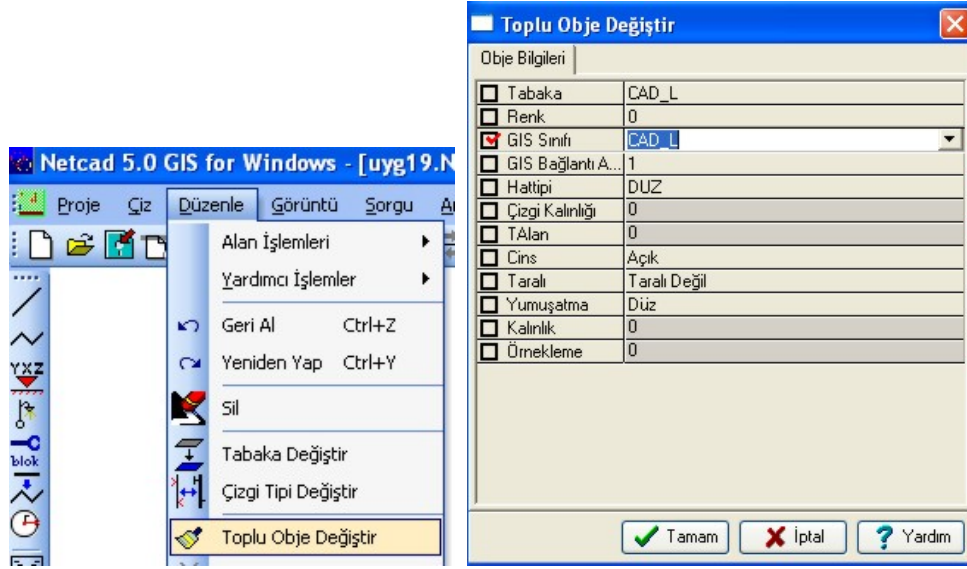 Netcad 5.0 GIS for Windows - [uyg19.N
Proje Çiz Düzenle Görüntü Sorgu
YXZ
blok
Alan İşlemleri
Yardımcı İşlemler
Geri Al Ctrl+Z
Yeniden Yap Ctrl+Y
Sil
Tabaka Değiştir
Çizgi Tipi Değiştir
Toplu Obje Değiştir
Toplu Obje Değiştir
Obje Bilgileri
Tabaka CAD_L
Renk 0
GIS Sınıfı CAD_L
GIS Bağlantı A... 1
Hattipi DUZ
Çizgi Kalınlığı 0
TAlan 0
Cins Açık
Taralı Taralı Değil
Yumuşatma Düz
Kalınlık 0
Örnekleme 0
Tamam İptal Yardım